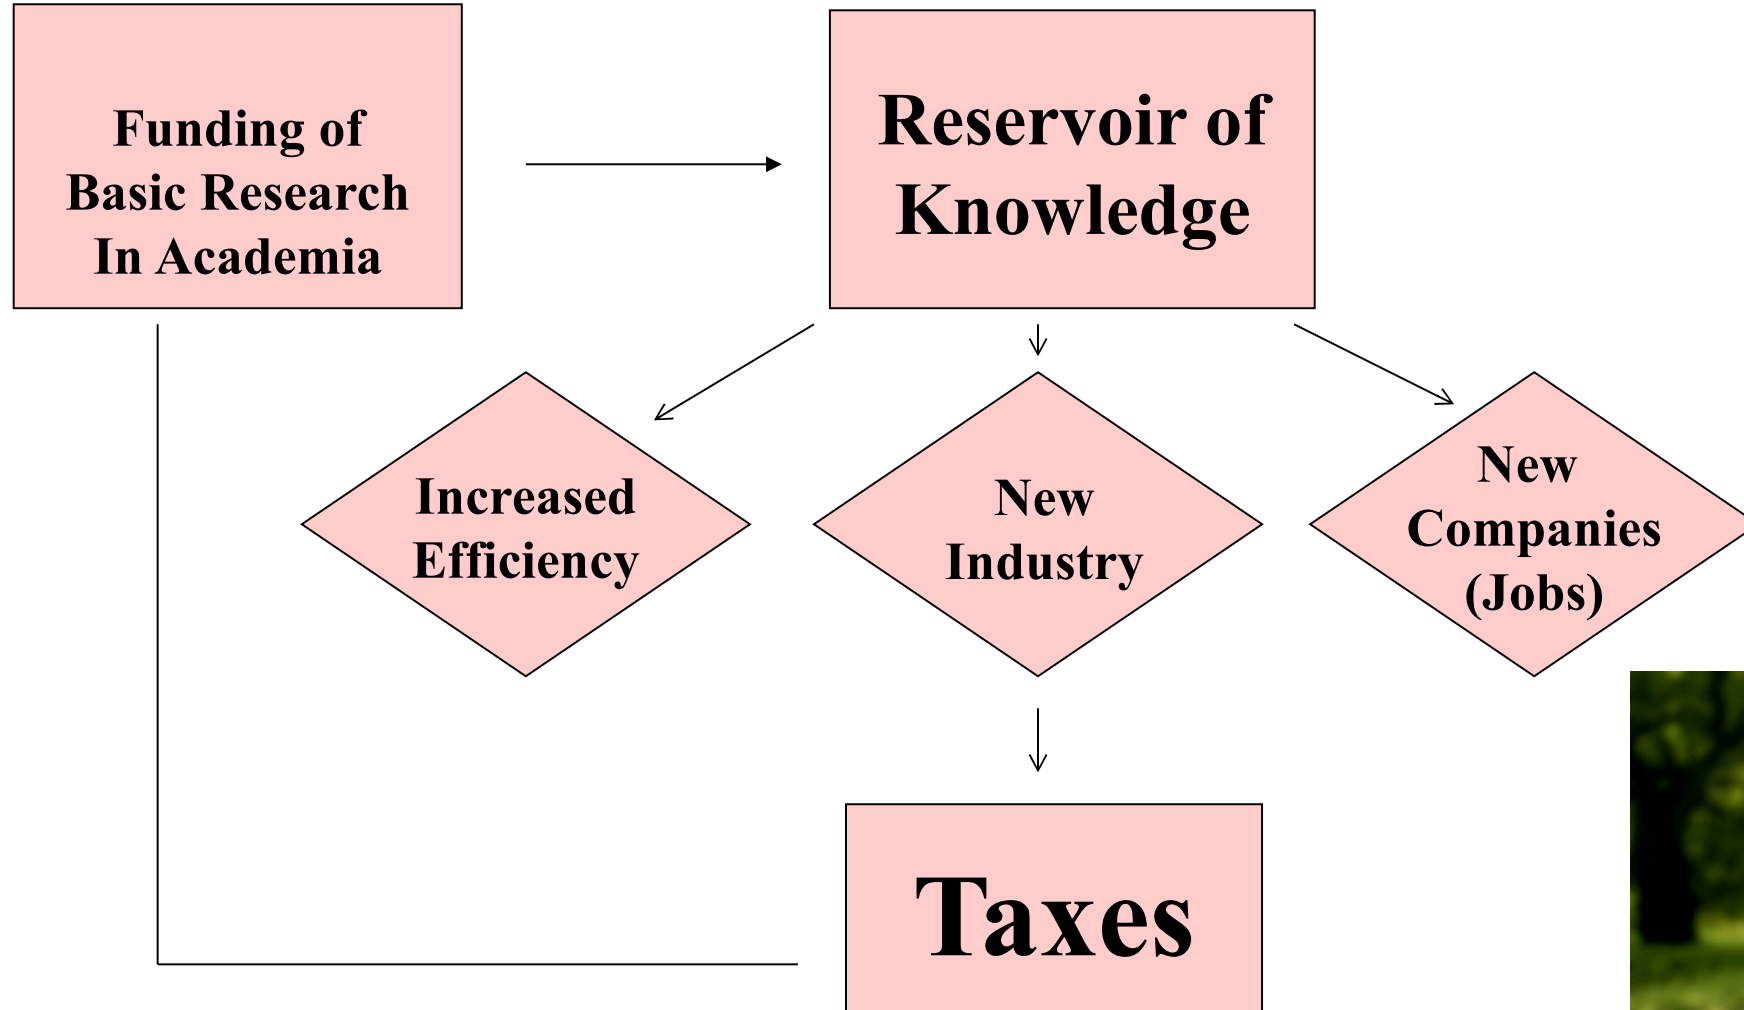 Funding of
Basic Research
In Academia
Reservoir of
Knowledge
Increased
Efficiency
New
Industry
New
Companies
(Jobs)
Taxes